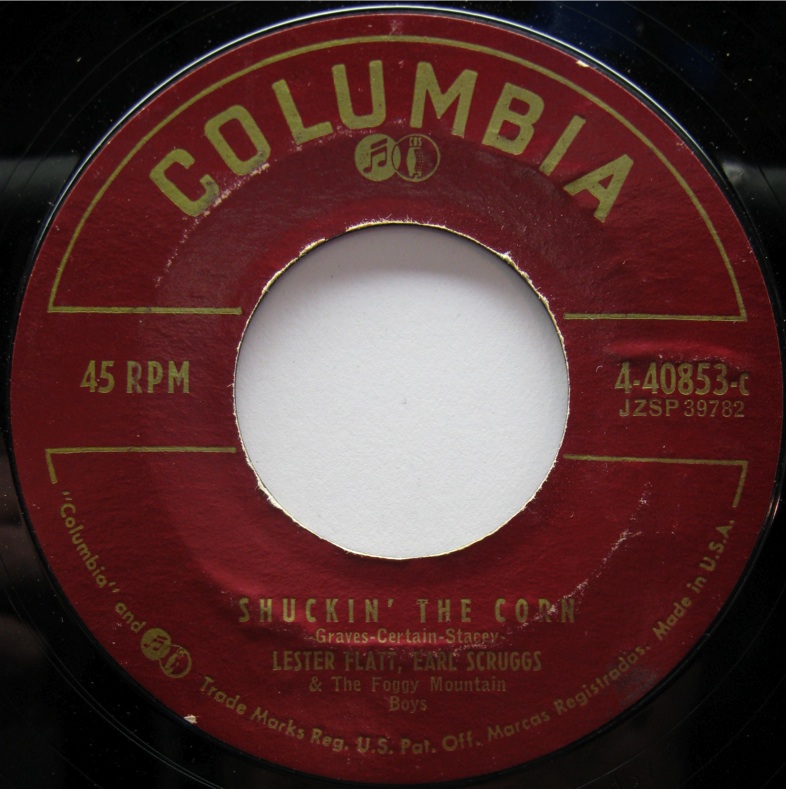 COLUMBIA
CBS
45 RPM
4-40853-c
JZSP 39782
SHUCKIN' THE CORN
-Graves-Certain-Stacey-
LESTER FLATT, EARL SCRUGGS
& The Foggy Mountain
Boys
"Columbia" and Trade Marks Reg. U.S. Pat. Off. Marcas Registradas. Made in U.S.A.